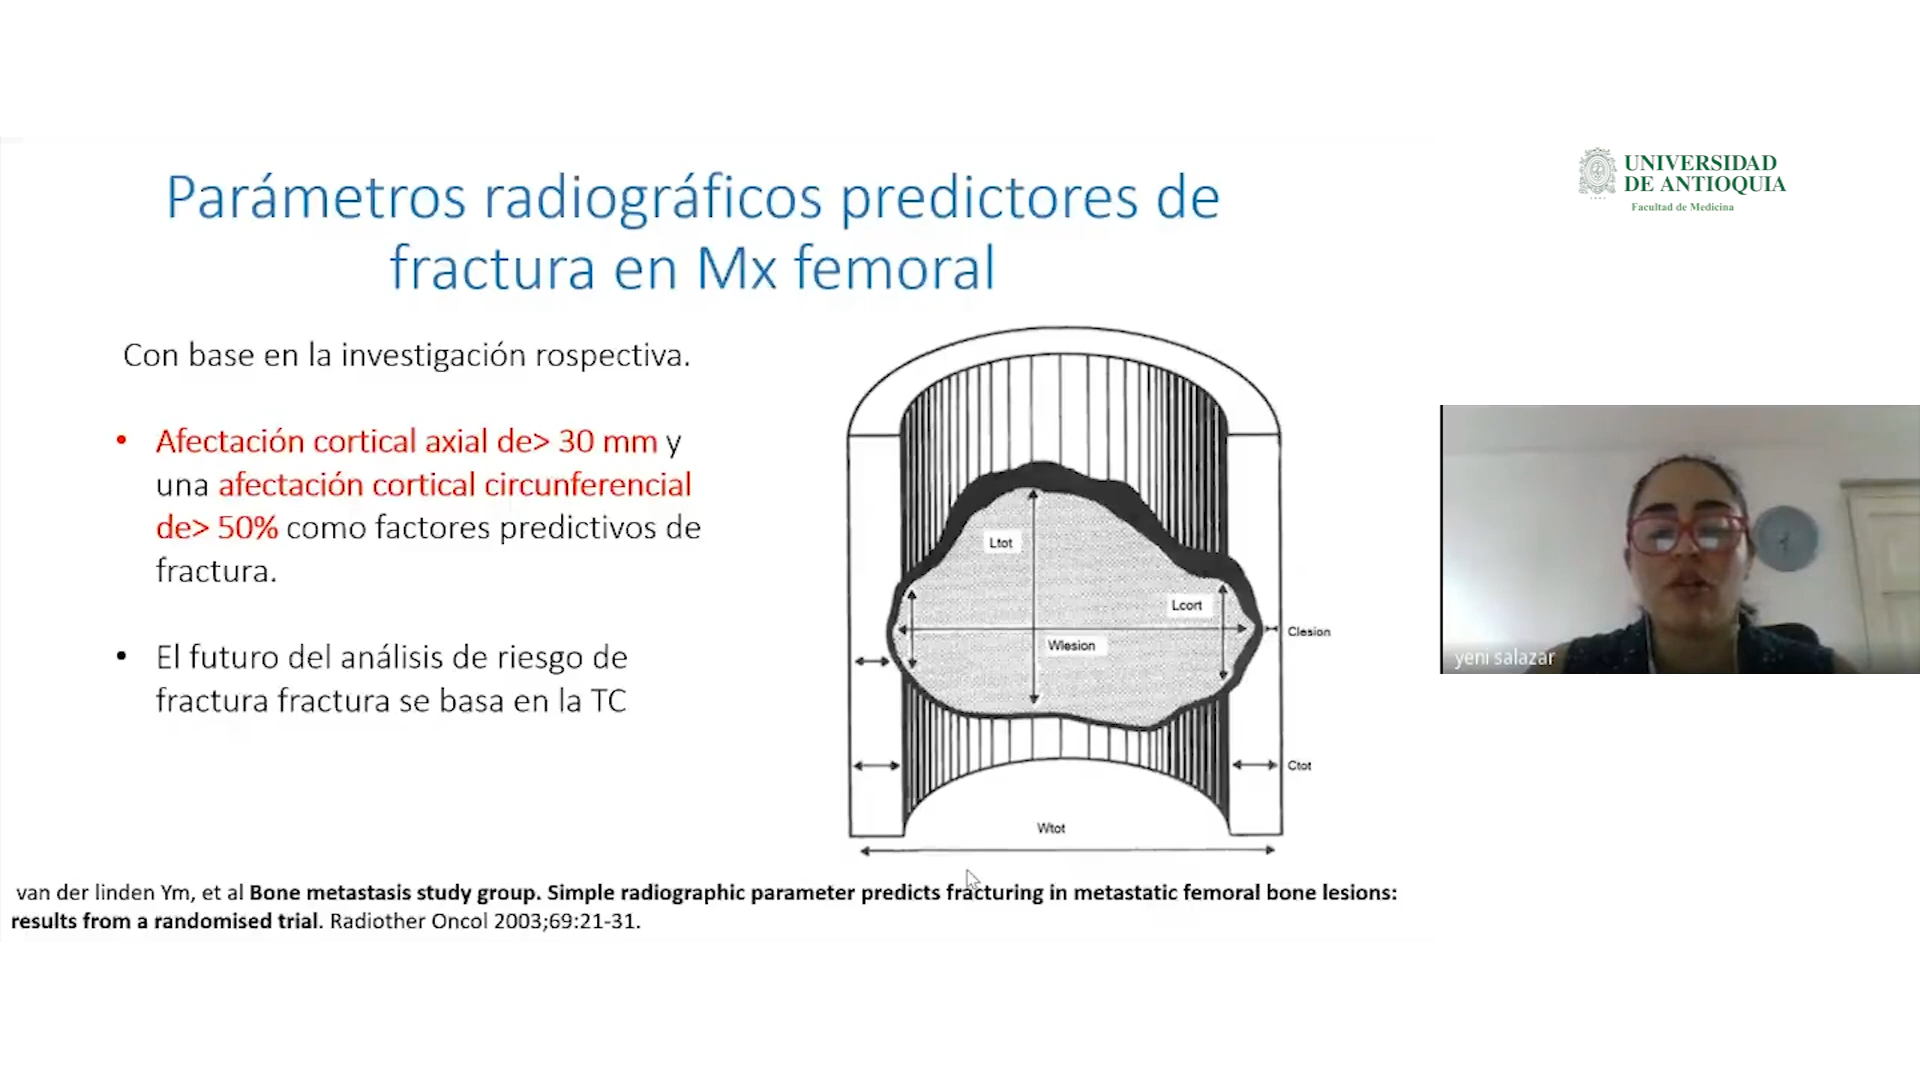 Parámetros radiográficos predictores de
fractura en Mx femoral
Con base en la investigación rospectiva.
• Afectación cortical axial de> 30 mm y
una afectación cortical circunferencial
de> 50% como factores predictivos de
fractura.
• El futuro del análisis de riesgo de
fractura fractura se basa en la TC
Ltot
Lcort
Wlesion
Clesion
Ctot
Wtot
van der linden Ym, et al Bone metastasis study group. Simple radiographic parameter predicts fracturing in metastatic femoral bone lesions:
results from a randomised trial. Radiother Oncol 2003;69:21-31.
UNIVERSIDAD
DE ANTIOQUIA
Facultad de Medicina
yeni salazar